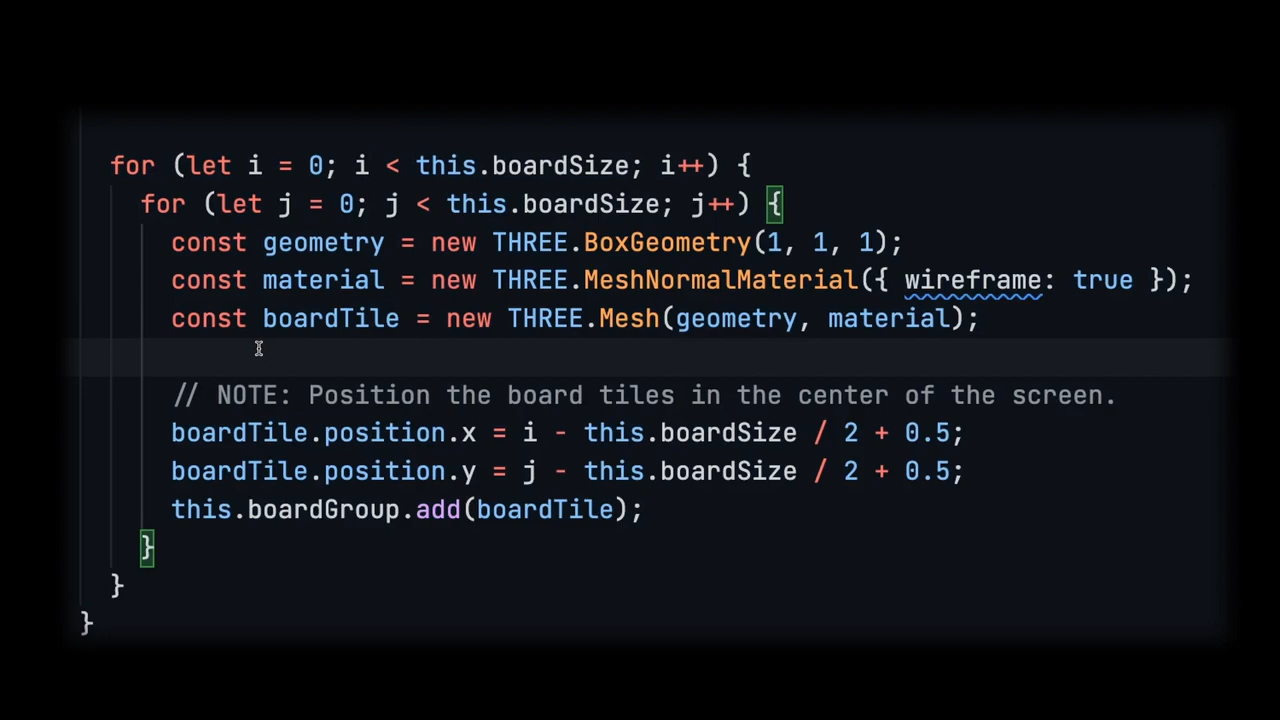 for (let i = 0; i < this.boardSize; i++) {
for (let j = 0; j < this.boardSize; j++) {
const geometry = new THREE.BoxGeometry(1, 1, 1);
const material = new THREE.MeshNormalMaterial({ wireframe: true });
const boardTile = new THREE.Mesh(geometry, material);
// NOTE: Position the board tiles in the center of the screen.
boardTile.position.x = i - this.boardSize / 2 + 0.5;
boardTile.position.y = j - this.boardSize / 2 + 0.5;
this.boardGroup.add(boardTile);
}
}
}